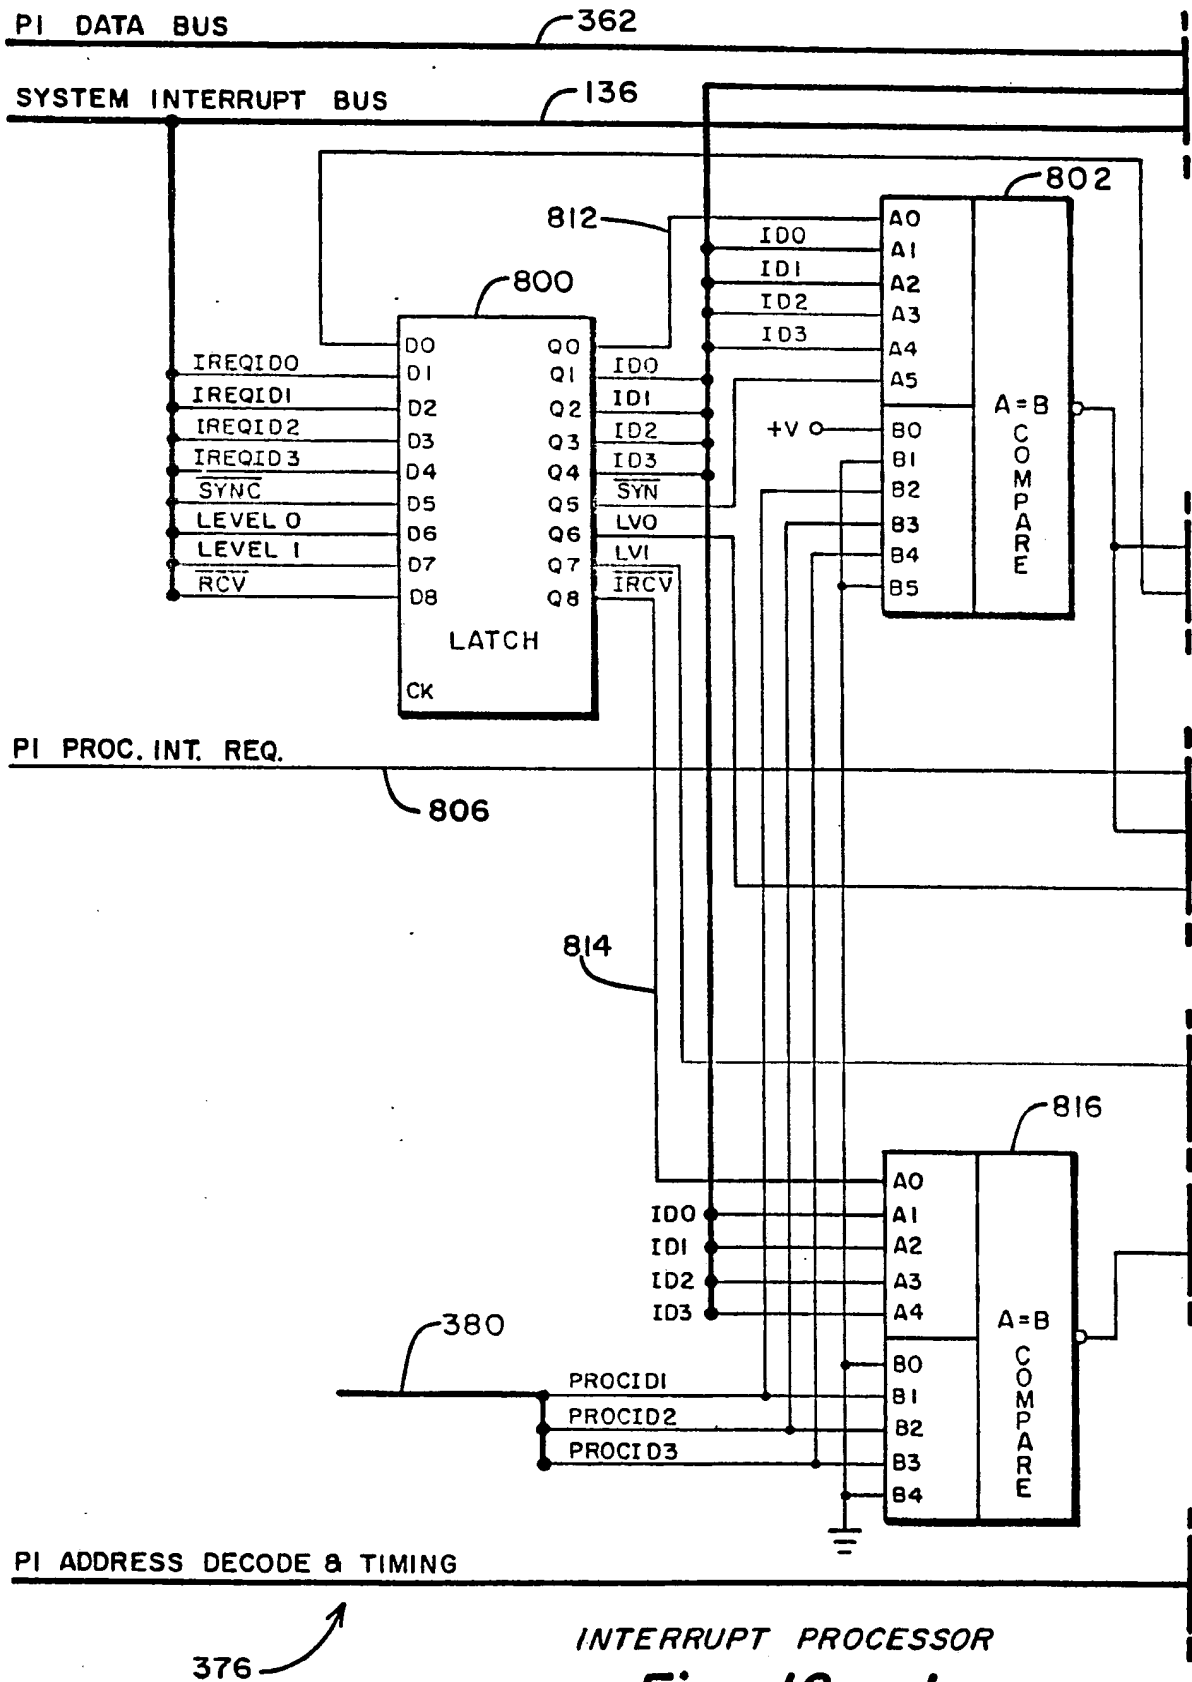 PI DATA BUS
362
SYSTEM INTERRUPT BUS
136
802
812
800
A0
ID0 A1
ID1 A2
ID2 A3
ID3 A4
A5
+V B0
B1
B2
B3
B4
B5
A=B
COMPARE
D0 Q0
IREQID0 D1 Q1 ID0
IREQID1 D2 Q2 ID1
IREQID2 D3 Q3 ID2
IREQID3 D4 Q4 ID3
SYNC D5 Q5 SYN
LEVEL 0 D6 Q6 LV0
LEVEL 1 D7 Q7 LV1
RCV D8 Q8 IRCV
LATCH
CK
PI PROC. INT. REQ.
806
814
816
A0
ID0 A1
ID1 A2
ID2 A3
ID3 A4
A=B
COMPARE
380
B0
PROCID1 B1
PROCID2 B2
PROCID3 B3
B4
PI ADDRESS DECODE & TIMING
376
INTERRUPT PROCESSOR